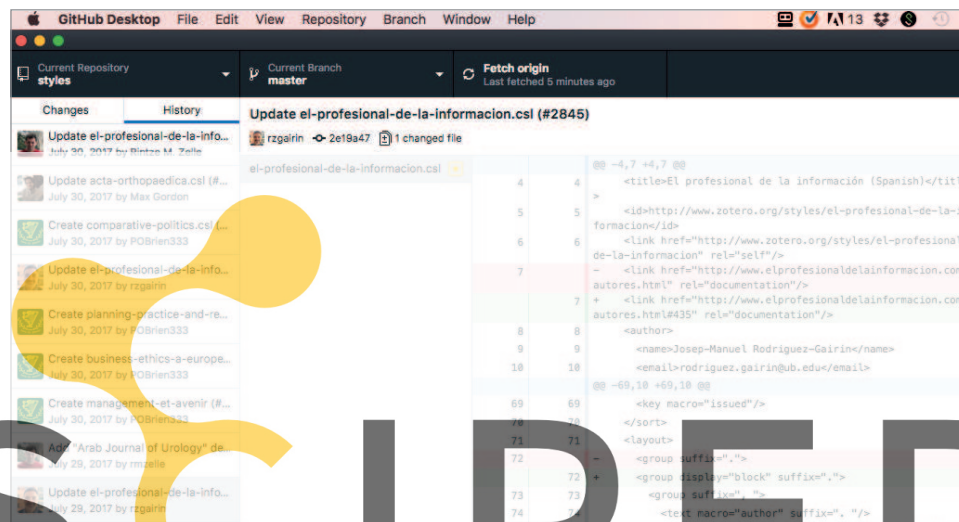 GitHub Desktop File Edit View Repository Branch Window Help 13
Current Repository
styles
Current Branch
master
Fetch origin
Last fetched 5 minutes ago
Changes History
Update el-profesional-de-la-info...
July 30, 2017 by Rintze M. Zelle
Update acta-orthopaedica.csl (#...
July 30, 2017 by Max Gordon
Create comparative-politics.csl (...
July 30, 2017 by POBrien333
Update el-profesional-de-la-info...
July 30, 2017 by rzgairin
Create planning-practice-and-re...
July 30, 2017 by POBrien333
Create business-ethics-a-europe...
July 30, 2017 by POBrien333
Create management-et-avenir (#...
July 30, 2017 by POBrien333
Add "Arab Journal of Urology" de...
July 29, 2017 by rmzelle
Update el-profesional-de-la-info...
July 29, 2017 by rzgairin
Update el-profesional-de-la-informacion.csl (#2845)
rzgairin 2e19a47 1 changed file
el-profesional-de-la-informacion.csl
@@ -4,7 +4,7 @@
4 4 <title>El profesional de la información (Spanish)</titl
>
5 5 <id>http://www.zotero.org/styles/el-profesional-de-la-i
formacion</id>
6 6 <link href="http://www.zotero.org/styles/el-profesional
de-la-informacion" rel="self"/>
7 - <link href="http://www.elprofesionaldelainformacion.com
autores.html" rel="documentation"/>
7 + <link href="http://www.elprofesionaldelainformacion.com
autores.html#435" rel="documentation"/>
8 8 <author>
9 9 <name>Josep-Manuel Rodríguez-Gairín</name>
10 10 <email>rodriguez.gairin@ub.edu</email>
@@ -69,10 +69,10 @@
69 69 <key macro="issued"/>
70 70 </sort>
71 71 <layout>
72 - <group suffix=".">
72 + <group display="block" suffix=".">
73 73 <group suffix=", ">
74 74 <text macro="author" suffix=", "/>